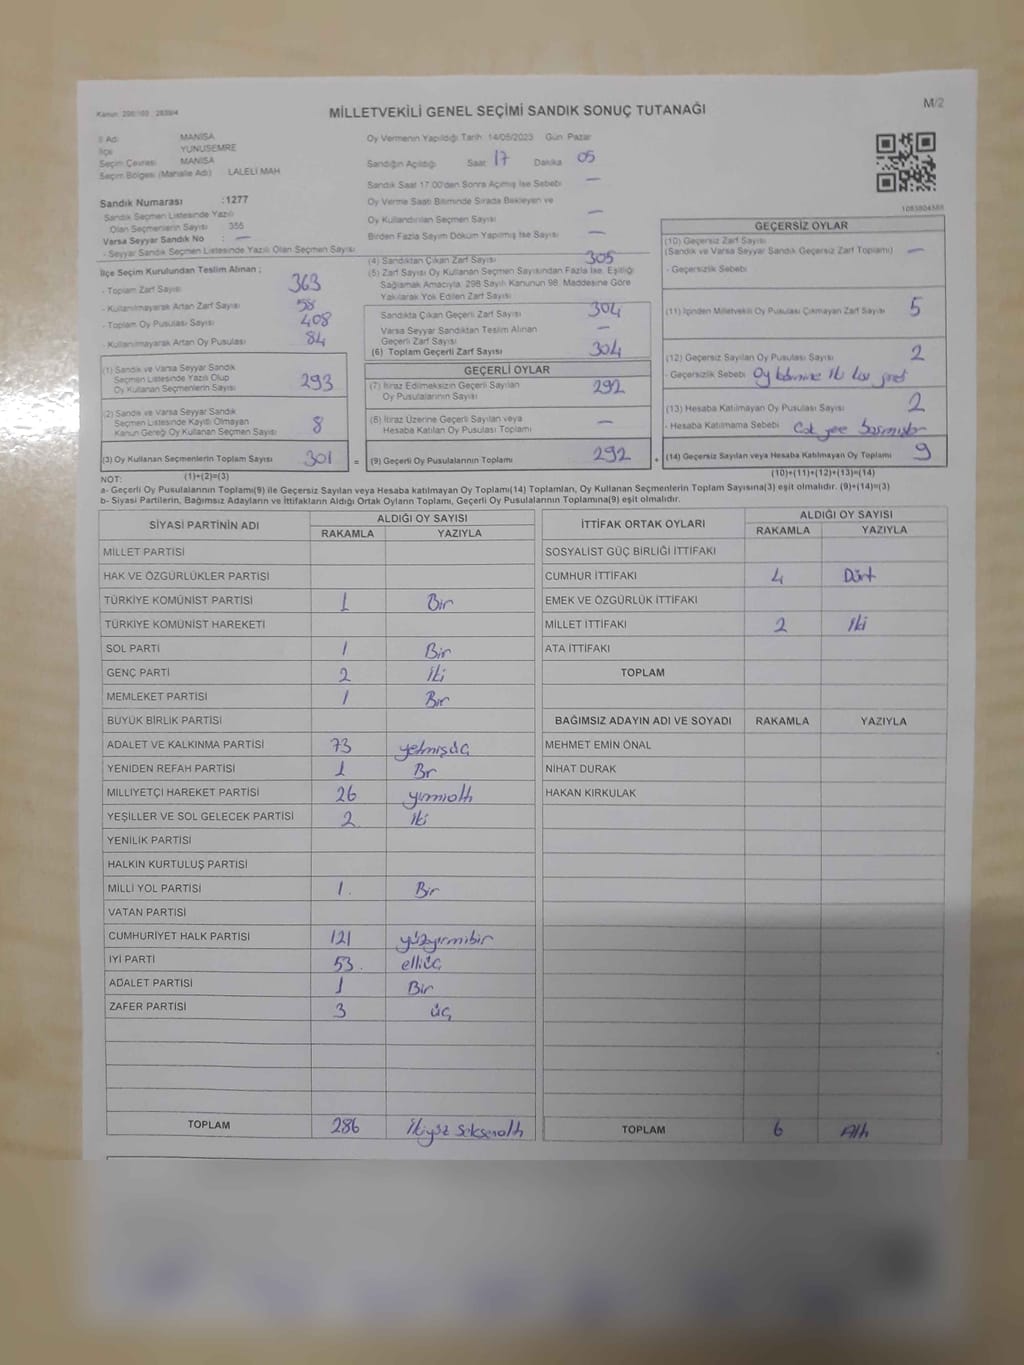 MİLLETVEKİLİ GENEL SEÇİMİ SANDIK SONUÇ TUTANAĞI
M/2
İl Adı MANİSA
İlçe YUNUSEMRE
Seçim Çevresi MANİSA
Seçim Bölgesi (Mahalle Adı) LALELİ MAH
Sandık Numarası : 1277
Sandık Seçmen Listesinde Yazılı
Olan Seçmenlerin Sayısı 355
Varsa Seyyar Sandık No : —
- Seyyar Sandık Seçmen Listesinde Yazılı Olan Seçmen Sayısı
İlçe Seçim Kurulundan Teslim Alınan ;
- Toplam Zarf Sayısı 363
- Kullanılmayarak Artan Zarf Sayısı 58
- Toplam Oy Pusulası Sayısı 408
- Kullanılmayarak Artan Oy Pusulası 84
(1) Sandık ve Varsa Seyyar Sandık
Seçmen Listesinde Yazılı Olup
Oy Kullanan Seçmenlerin Sayısı 293
(2) Sandık ve Varsa Seyyar Sandık
Seçmen Listesinde Kayıtlı Olmayan
Kanun Gereği Oy Kullanan Seçmen Sayısı 8
(3) Oy Kullanan Seçmenlerin Toplam Sayısı 301
(1)+(2)=(3)
Oy Vermenin Yapıldığı Tarih 14/05/2023 Gün Pazar
Sandığın Açıldığı Saat 17 Dakika 05
Sandık Saat 17:00'den Sonra Açımış İse Sebebi —
Oy Verme Saati Bitiminde Sırada Bekleyen ve
Oy Kullandırılan Seçmen Sayısı —
Birden Fazla Sayım Döküm Yapılmış İse Sayısı —
(4) Sandıktan Çıkan Zarf Sayısı 305
(5) Zarf Sayısı Oy Kullanan Seçmen Sayısından Fazla İse, Eşitliği
Sağlamak Amacıyla, 298 Sayılı Kanunun 98. Maddesine Göre
Yakılarak Yok Edilen Zarf Sayısı
Sandıkta Çıkan Geçerli Zarf Sayısı 304
Varsa Seyyar Sandıktan Teslim Alınan
Geçerli Zarf Sayısı —
(6) Toplam Geçerli Zarf Sayısı 304
GEÇERLİ OYLAR
(7) İtiraz Edilmeksizin Geçerli Sayılan
Oy Pusulalarının Sayısı 292
(8) İtiraz Üzerine Geçerli Sayılan veya
Hesaba Katılan Oy Pusulası Toplamı —
= (9) Geçerli Oy Pusulalarının Toplamı 292 +
GEÇERSİZ OYLAR
(10) Geçersiz Zarf Sayısı
(Sandık ve Varsa Seyyar Sandık Geçersiz Zarf Toplamı) —
- Geçersizlik Sebebi
(11) İçinden Milletvekili Oy Pusulası Çıkmayan Zarf Sayısı 5
(12) Geçersiz Sayılan Oy Pusulası Sayısı 2
- Geçersizlik Sebebi
(13) Hesaba Katılmayan Oy Pusulası Sayısı 2
- Hesaba Katılmama Sebebi
(14) Geçersiz Sayılan veya Hesaba Katılmayan Oy Toplamı 9
(10)+(11)+(12)+(13)=(14)
NOT:
a- Geçerli Oy Pusulalarının Toplamı(9) ile Geçersiz Sayılan veya Hesaba katılmayan Oy Toplamı(14) Toplamları, Oy Kullanan Seçmenlerin Toplam Sayısına(3) eşit olmalıdır. (9)+(14)=(3)
b- Siyasi Partilerin, Bağımsız Adayların ve İttifakların Aldığı Ortak Oyların Toplamı, Geçerli Oy Pusulalarının Toplamına(9) eşit olmalıdır.
SİYASİ PARTİNİN ADI ALDIĞI OY SAYISI
RAKAMLA YAZIYLA
MİLLET PARTİSİ
HAK VE ÖZGÜRLÜKLER PARTİSİ
TÜRKİYE KOMÜNİST PARTİSİ 1 Bir
TÜRKİYE KOMÜNİST HAREKETİ
SOL PARTİ 1 Bir
GENÇ PARTİ 2 İki
MEMLEKET PARTİSİ 1 Bir
BÜYÜK BİRLİK PARTİSİ
ADALET VE KALKINMA PARTİSİ 73 yetmişüç
YENİDEN REFAH PARTİSİ 1 Br
MİLLİYETÇİ HAREKET PARTİSİ 26 yirmialtı
YEŞİLLER VE SOL GELECEK PARTİSİ 2 İki
YENİLİK PARTİSİ
HALKIN KURTULUŞ PARTİSİ
MİLLİ YOL PARTİSİ 1. Bir
VATAN PARTİSİ
CUMHURİYET HALK PARTİSİ 121 yüzyirmibir
İYİ PARTİ 53. elliüç
ADALET PARTİSİ 1 Bir
ZAFER PARTİSİ 3 üç
TOPLAM 286 İkiyüz Seksenaltı
İTTİFAK ORTAK OYLARI ALDIĞI OY SAYISI
RAKAMLA YAZIYLA
SOSYALİST GÜÇ BİRLİĞİ İTTİFAKI
CUMHUR İTTİFAKI 4 Dört
EMEK VE ÖZGÜRLÜK İTTİFAKI
MİLLET İTTİFAKI 2 İki
ATA İTTİFAKI
TOPLAM
BAĞIMSIZ ADAYIN ADI VE SOYADI RAKAMLA YAZIYLA
MEHMET EMİN ÖNAL
NİHAT DURAK
HAKAN KIRKULAK
TOPLAM 6 Altı